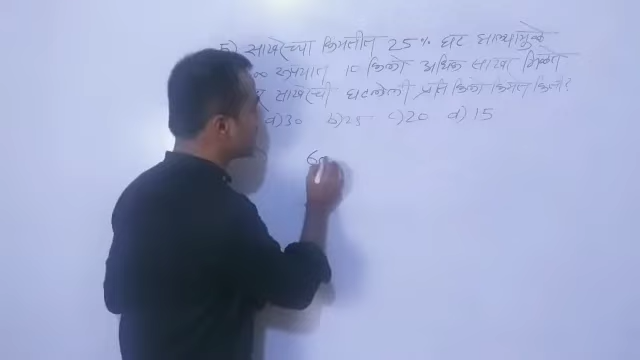 5) साखरेच्या किमतीत 25% घट झाल्यामुळे
00 रुपयात 10 किलो अधिक साखर मिळते
र साखरेची घटलेली प्रति किलो किंमत किती?
a) 30 b) 25 c) 20 d) 15
6